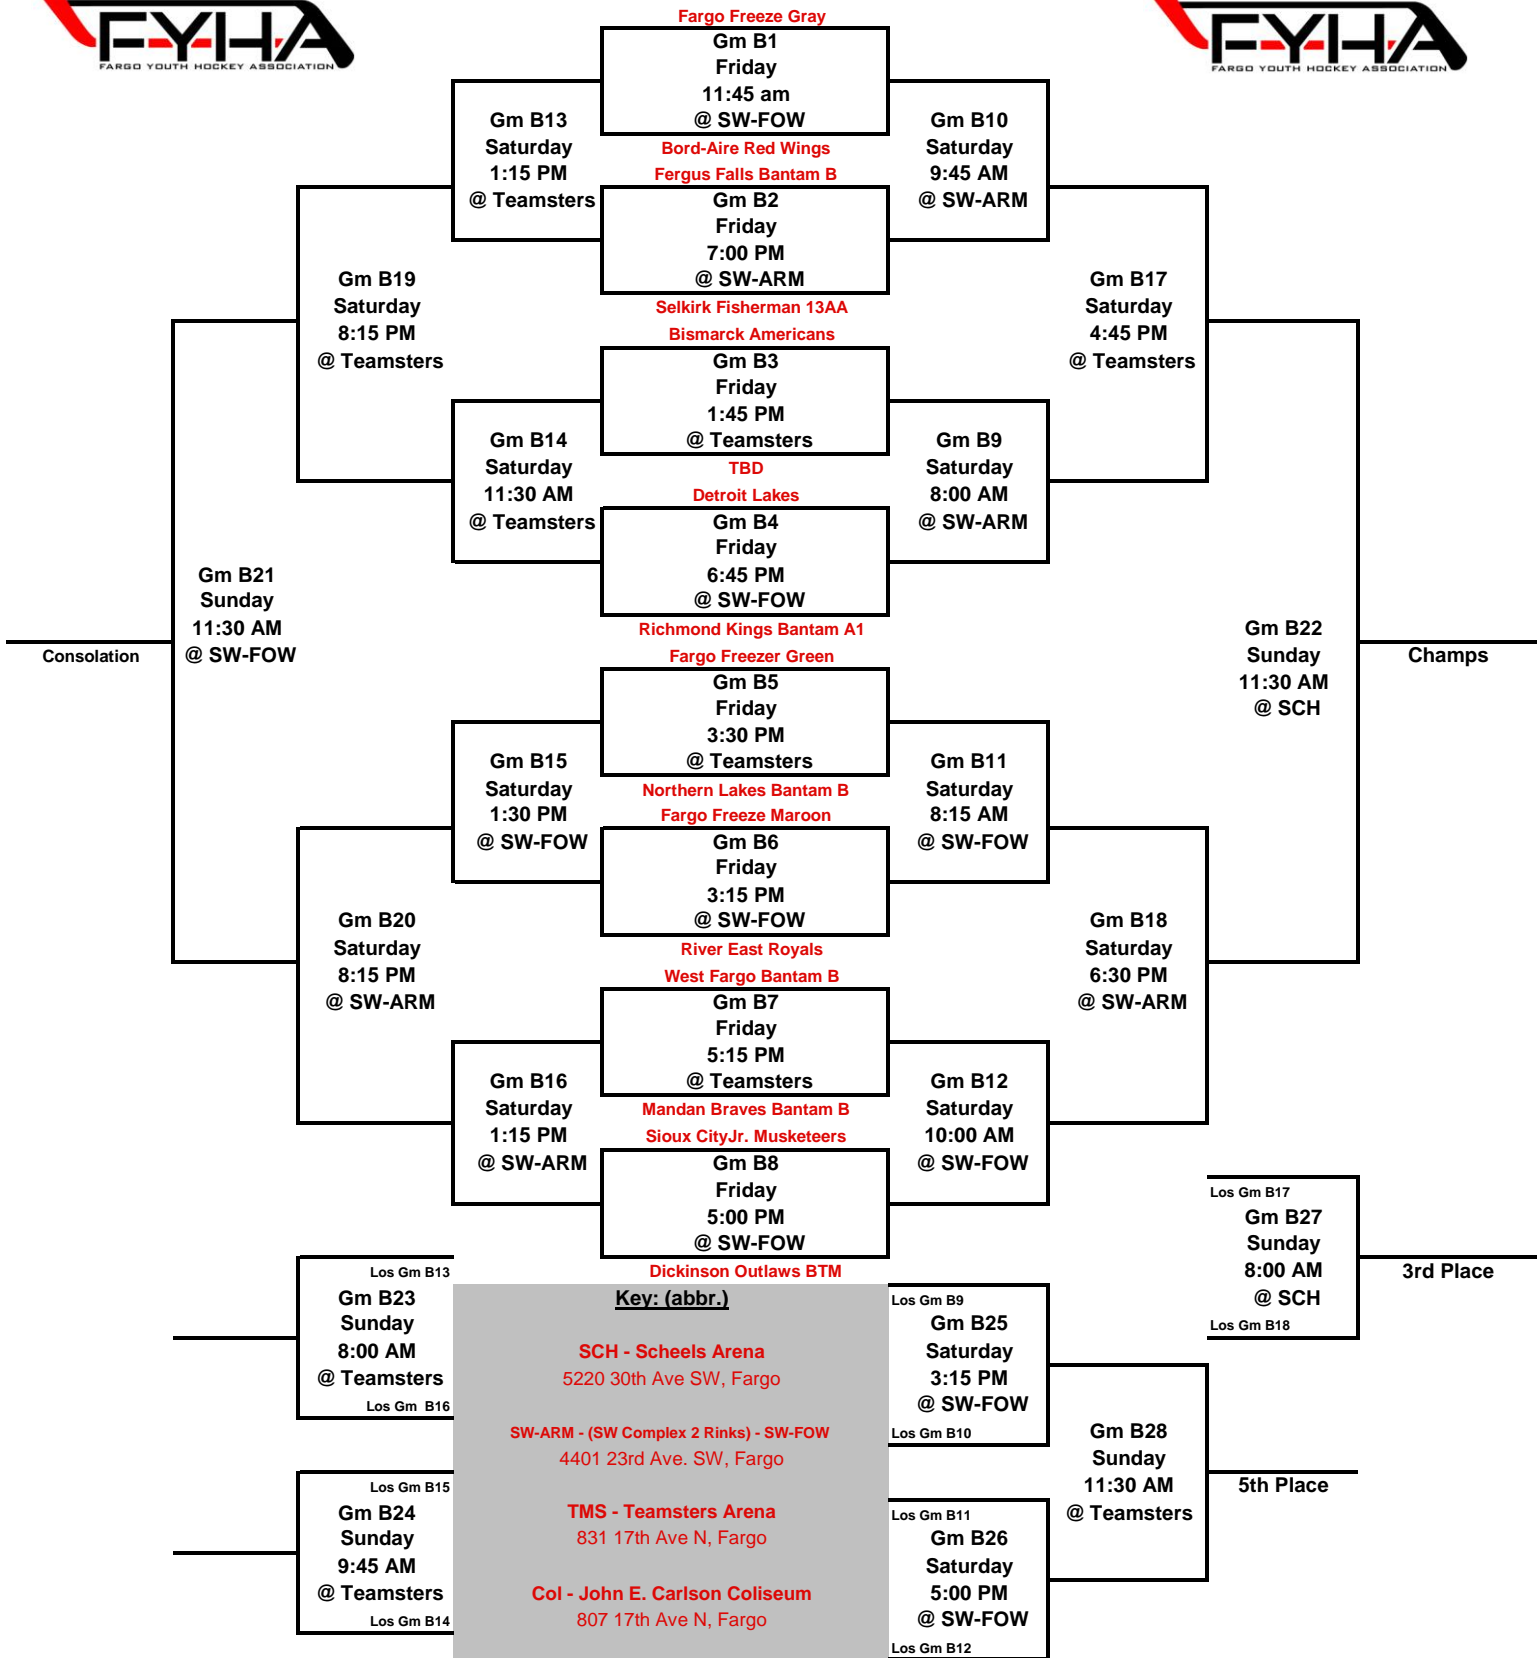 FYHA
FARGO YOUTH HOCKEY ASSOCIATION
FYHA
FARGO YOUTH HOCKEY ASSOCIATION
Fargo Freeze Gray
Gm B1
Friday
11:45 am
@ SW-FOW
Bord-Aire Red Wings
Fergus Falls Bantam B
Gm B2
Friday
7:00 PM
@ SW-ARM
Selkirk Fisherman 13AA
Bismarck Americans
Gm B3
Friday
1:45 PM
@ Teamsters
TBD
Detroit Lakes
Gm B4
Friday
6:45 PM
@ SW-FOW
Richmond Kings Bantam A1
Fargo Freezer Green
Gm B5
Friday
3:30 PM
@ Teamsters
Northern Lakes Bantam B
Fargo Freeze Maroon
Gm B6
Friday
3:15 PM
@ SW-FOW
River East Royals
West Fargo Bantam B
Gm B7
Friday
5:15 PM
@ Teamsters
Mandan Braves Bantam B
Sioux CityJr. Musketeers
Gm B8
Friday
5:00 PM
@ SW-FOW
Dickinson Outlaws BTM
Gm B13
Saturday
1:15 PM
@ Teamsters
Gm B14
Saturday
11:30 AM
@ Teamsters
Gm B15
Saturday
1:30 PM
@ SW-FOW
Gm B16
Saturday
1:15 PM
@ SW-ARM
Gm B19
Saturday
8:15 PM
@ Teamsters
Gm B20
Saturday
8:15 PM
@ SW-ARM
Gm B21
Sunday
11:30 AM
@ SW-FOW
Consolation
Gm B10
Saturday
9:45 AM
@ SW-ARM
Gm B9
Saturday
8:00 AM
@ SW-ARM
Gm B11
Saturday
8:15 AM
@ SW-FOW
Gm B12
Saturday
10:00 AM
@ SW-FOW
Gm B17
Saturday
4:45 PM
@ Teamsters
Gm B18
Saturday
6:30 PM
@ SW-ARM
Gm B22
Sunday
11:30 AM
@ SCH
Champs
Los Gm B17
Gm B27
Sunday
8:00 AM
@ SCH
Los Gm B18
3rd Place
Los Gm B13
Gm B23
Sunday
8:00 AM
@ Teamsters
Los Gm B16
Los Gm B15
Gm B24
Sunday
9:45 AM
@ Teamsters
Los Gm B14
Key: (abbr.)
SCH - Scheels Arena
5220 30th Ave SW, Fargo
SW-ARM - (SW Complex 2 Rinks) - SW-FOW
4401 23rd Ave. SW, Fargo
TMS - Teamsters Arena
831 17th Ave N, Fargo
Col - John E. Carlson Coliseum
807 17th Ave N, Fargo
Los Gm B9
Gm B25
Saturday
3:15 PM
@ SW-FOW
Los Gm B10
Los Gm B11
Gm B26
Saturday
5:00 PM
@ SW-FOW
Los Gm B12
Gm B28
Sunday
11:30 AM
@ Teamsters
5th Place